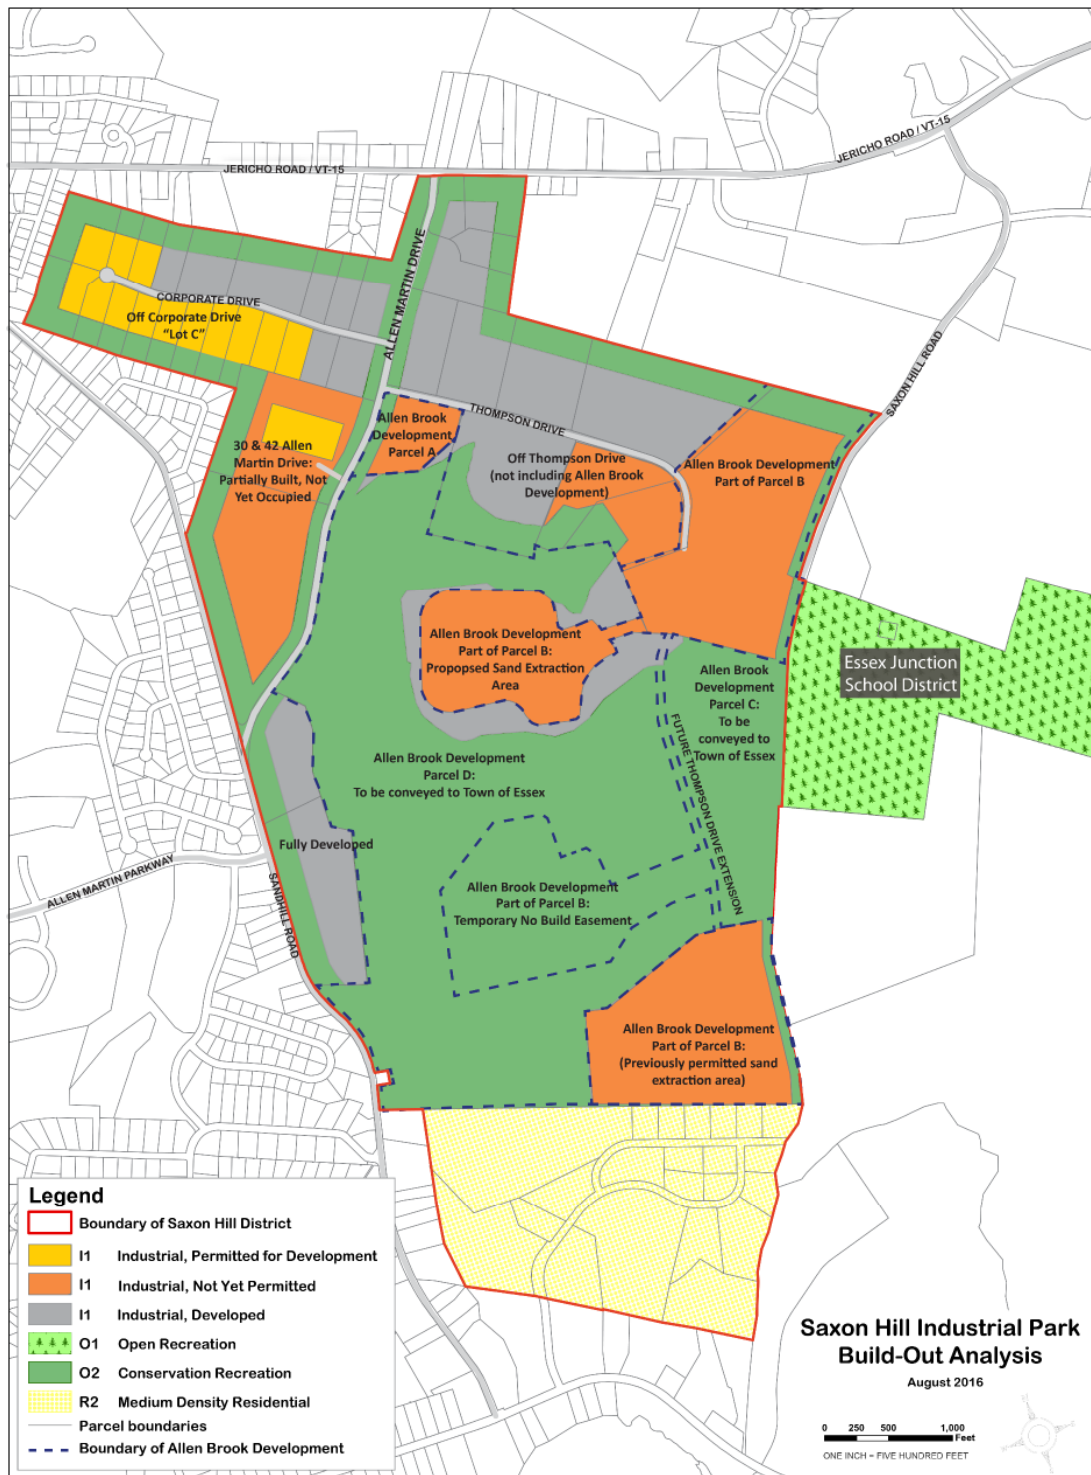 JERICHO ROAD / VT-15
JERICHO ROAD / VT-15
SAXON HILL ROAD
ALLEN MARTIN DRIVE
CORPORATE DRIVE
Off Corporate Drive
"Lot C"
THOMPSON DRIVE
Allen Brook
Development
Parcel A
30 & 42 Allen
Martin Drive:
Partially Built, Not
Yet Occupied
Off Thompson Drive
(not including Allen Brook
Development)
Allen Brook Development
Part of Parcel B
Allen Brook Development
Part of Parcel B:
Propopsed Sand Extraction
Area
Allen Brook
Development
Parcel C:
To be
conveyed to
Town of Essex
Essex Junction
School District
FUTURE THOMPSON DRIVE EXTENSION
Allen Brook Development
Parcel D:
To be conveyed to Town of Essex
Fully Developed
ALLEN MARTIN PARKWAY
SANDHILL ROAD
Allen Brook Development
Part of Parcel B:
Temporary No Build Easement
Allen Brook Development
Part of Parcel B:
(Previously permitted sand
extraction area)
Legend
Boundary of Saxon Hill District
I1 Industrial, Permitted for Development
I1 Industrial, Not Yet Permitted
I1 Industrial, Developed
O1 Open Recreation
O2 Conservation Recreation
R2 Medium Density Residential
Parcel boundaries
Boundary of Allen Brook Development
Saxon Hill Industrial Park
Build-Out Analysis
August 2016
0 250 500 1,000
Feet
ONE INCH = FIVE HUNDRED FEET